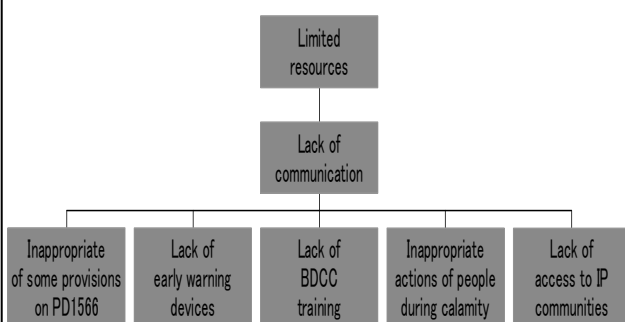 Limited
resources
Lack of
communication
Inappropriate
of some provisions
on PD1566
Lack of
early warning
devices
Lack of
BDCC
training
Inappropriate
actions of people
during calamity
Lack of
access to IP
communities